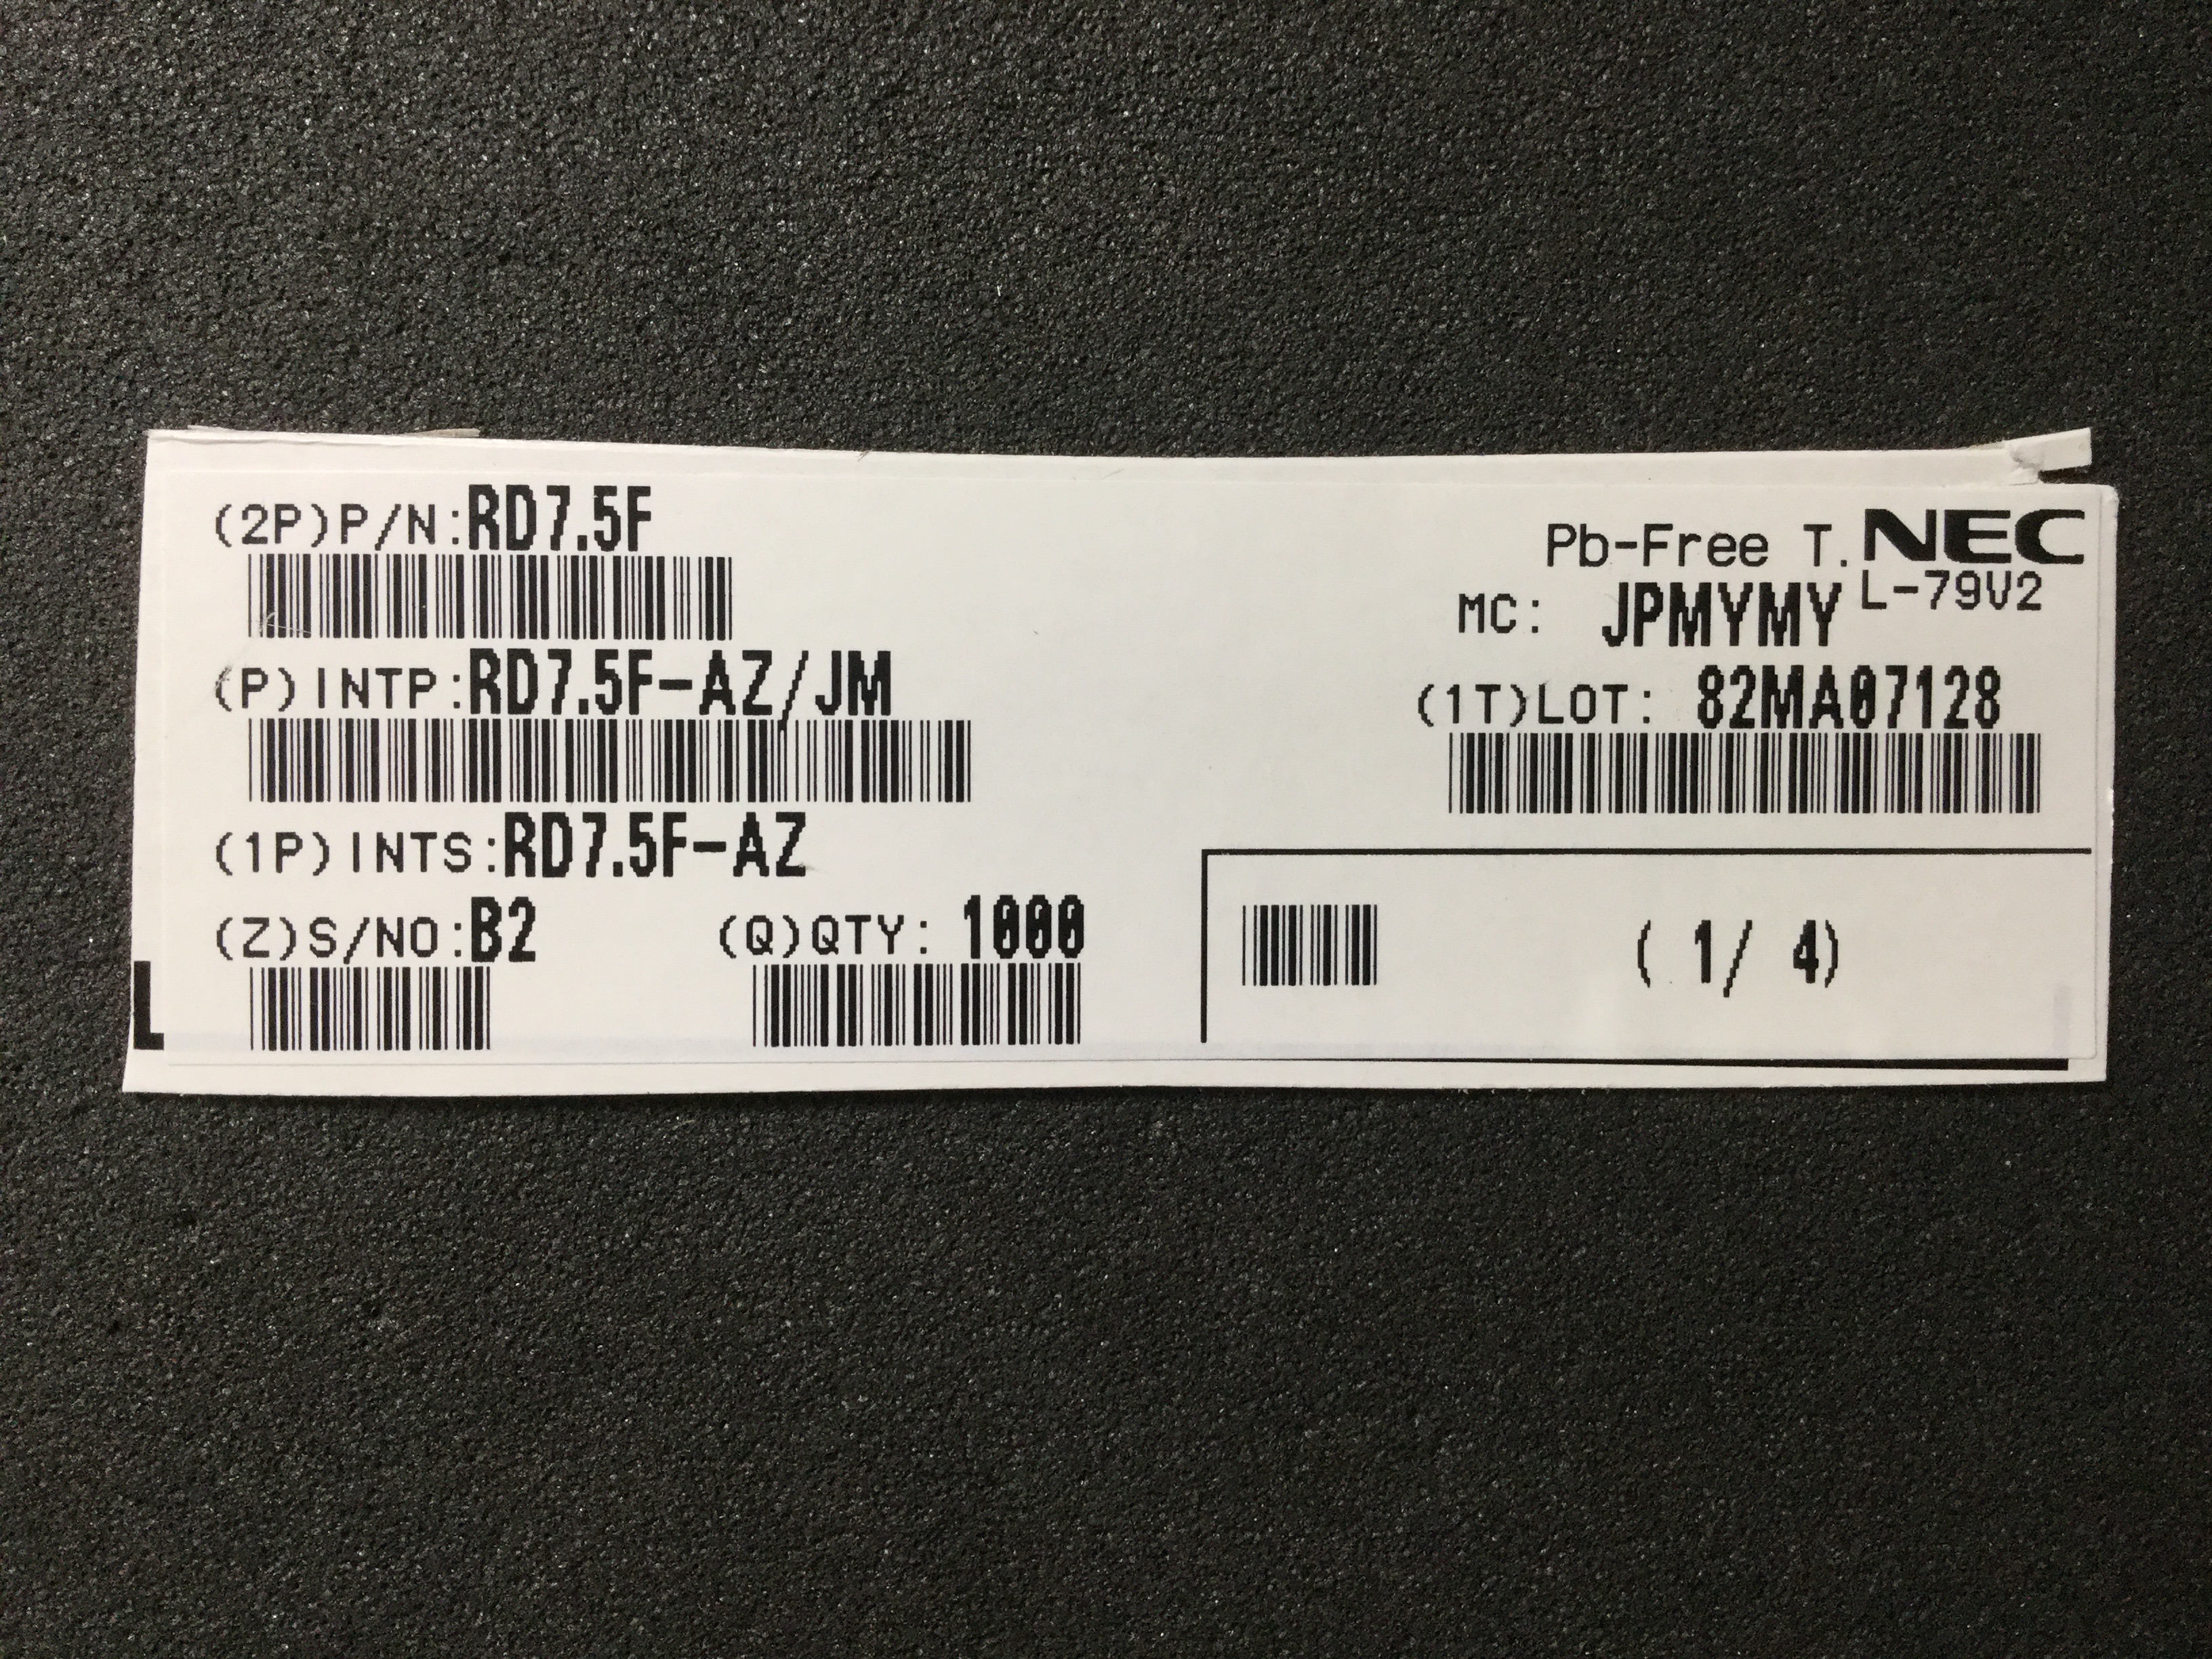 (2P)P/N:RD7.5F
(P)INTP:RD7.5F-AZ/JM
(1P)INTS:RD7.5F-AZ
(Z)S/NO:B2 (Q)QTY: 1000
L
Pb-Free T. NEC
L-79V2
MC: JPMYMY
(1T)LOT: 82MA07128
( 1/ 4)